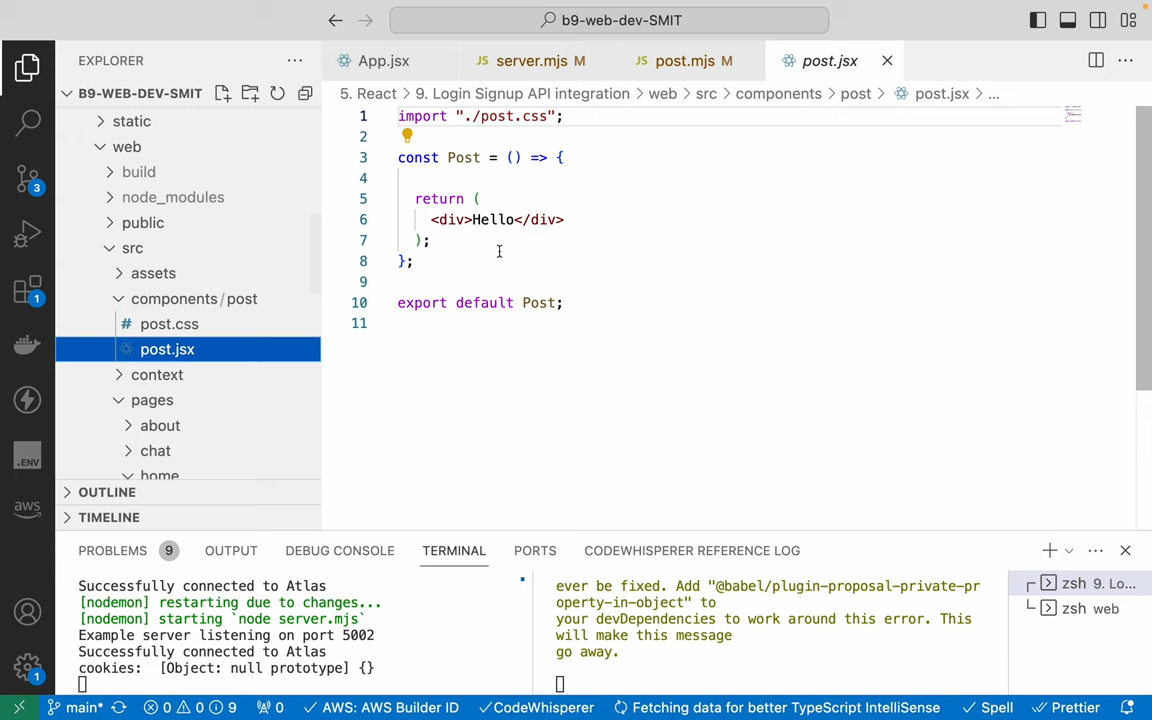 b9-web-dev-SMIT
EXPLORER
App.jsx
JS server.mjs M
JS post.mjs M
post.jsx
B9-WEB-DEV-SMIT
5. React > 9. Login Signup API integration > web > src > components > post > post.jsx > ...
static
web
build
node_modules
public
src
assets
components/post
# post.css
post.jsx
context
pages
about
chat
home
OUTLINE
TIMELINE
3
1
.ENV
aws
1
1 import "./post.css";
2
3 const Post = () => {
4
5 return (
6 <div>Hello</div>
7 );
8 };
9
10 export default Post;
11
PROBLEMS 9 OUTPUT DEBUG CONSOLE TERMINAL PORTS CODEWHISPERER REFERENCE LOG
Successfully connected to Atlas
[nodemon] restarting due to changes...
[nodemon] starting `node server.mjs`
Example server listening on port 5002
Successfully connected to Atlas
cookies: [Object: null prototype] {}
ever be fixed. Add "@babel/plugin-proposal-private-pr
operty-in-object" to
your devDependencies to work around this error. This
will make this message
go away.
zsh 9. Lo...
zsh web
main* 0 0 9 0 AWS: AWS Builder ID CodeWhisperer Fetching data for better TypeScript IntelliSense Spell Prettier